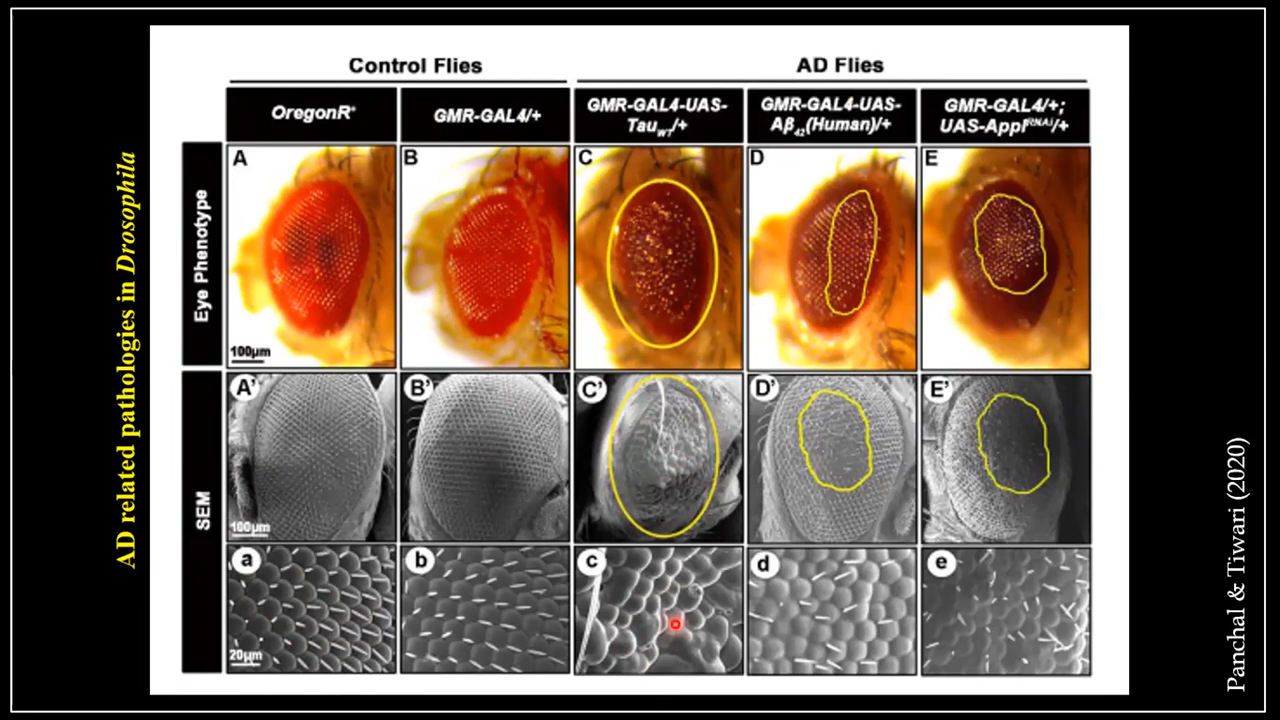 AD related pathologies in Drosophila
Control Flies
AD Flies
OregonR⁺
GMR-GAL4/+
GMR-GAL4-UAS-
Tau_WT/+
GMR-GAL4-UAS-
Aβ₄₂(Human)/+
GMR-GAL4/+;
UAS-Appl^RNAi/+
Eye Phenotype
A
B
C
D
E
100µm
SEM
A'
B'
C'
D'
E'
100µm
a
b
c
d
e
20µm
Panchal & Tiwari (2020)